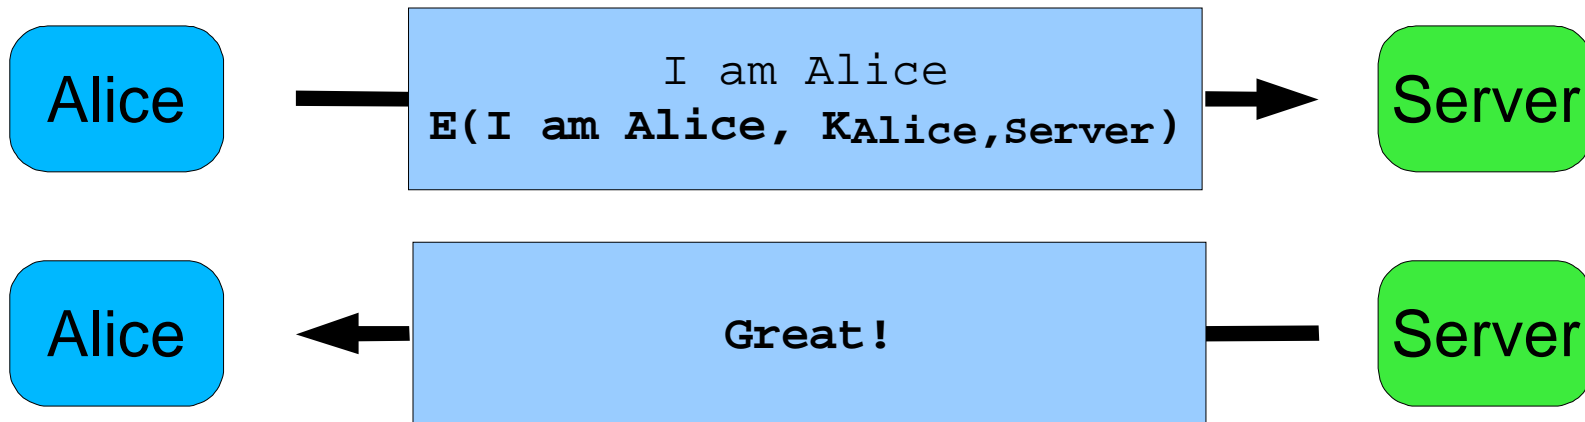 Alice
I am Alice
E(I am Alice, KAlice,Server)
Server
Alice
Great!
Server